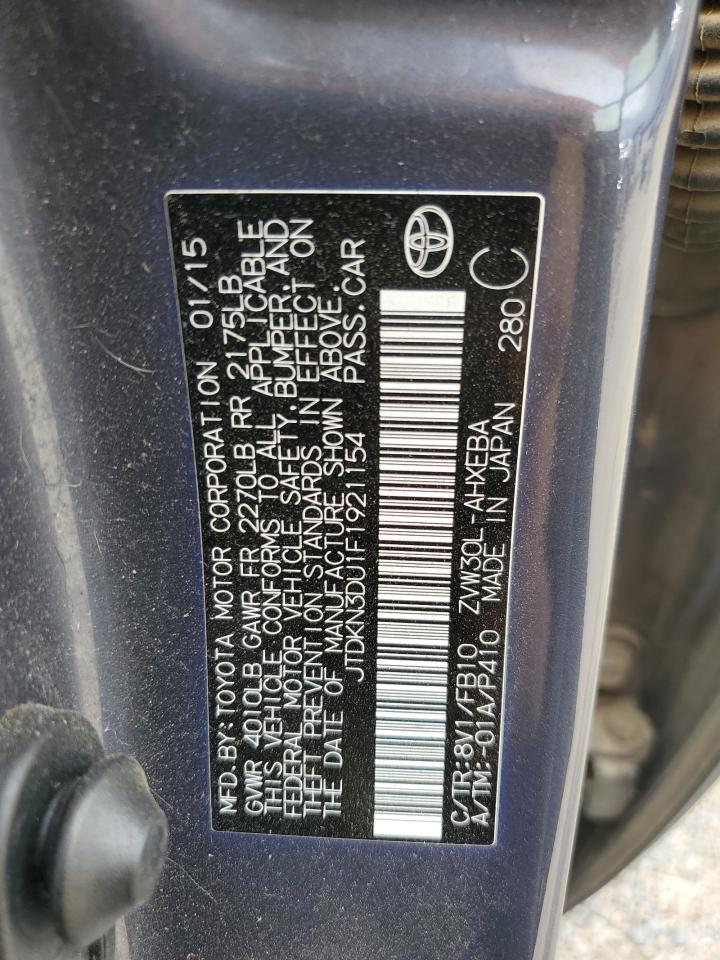 MFD. BY: TOYOTA MOTOR CORPORATION 01/15
GVWR 4010LB GAWR FR 2270LB RR 2175LB
THIS VEHICLE CONFORMS TO ALL APPLICABLE
FEDERAL MOTOR VEHICLE SAFETY, BUMPER, AND
THEFT PREVENTION STANDARDS IN EFFECT ON
THE DATE OF MANUFACTURE SHOWN ABOVE.
JTDKN3DU1F1921154 PASS. CAR
C/TR: 8V1/FB10 ZVW30L-AHXEBA
A/TM: -01A/P410 MADE IN JAPAN 280 C